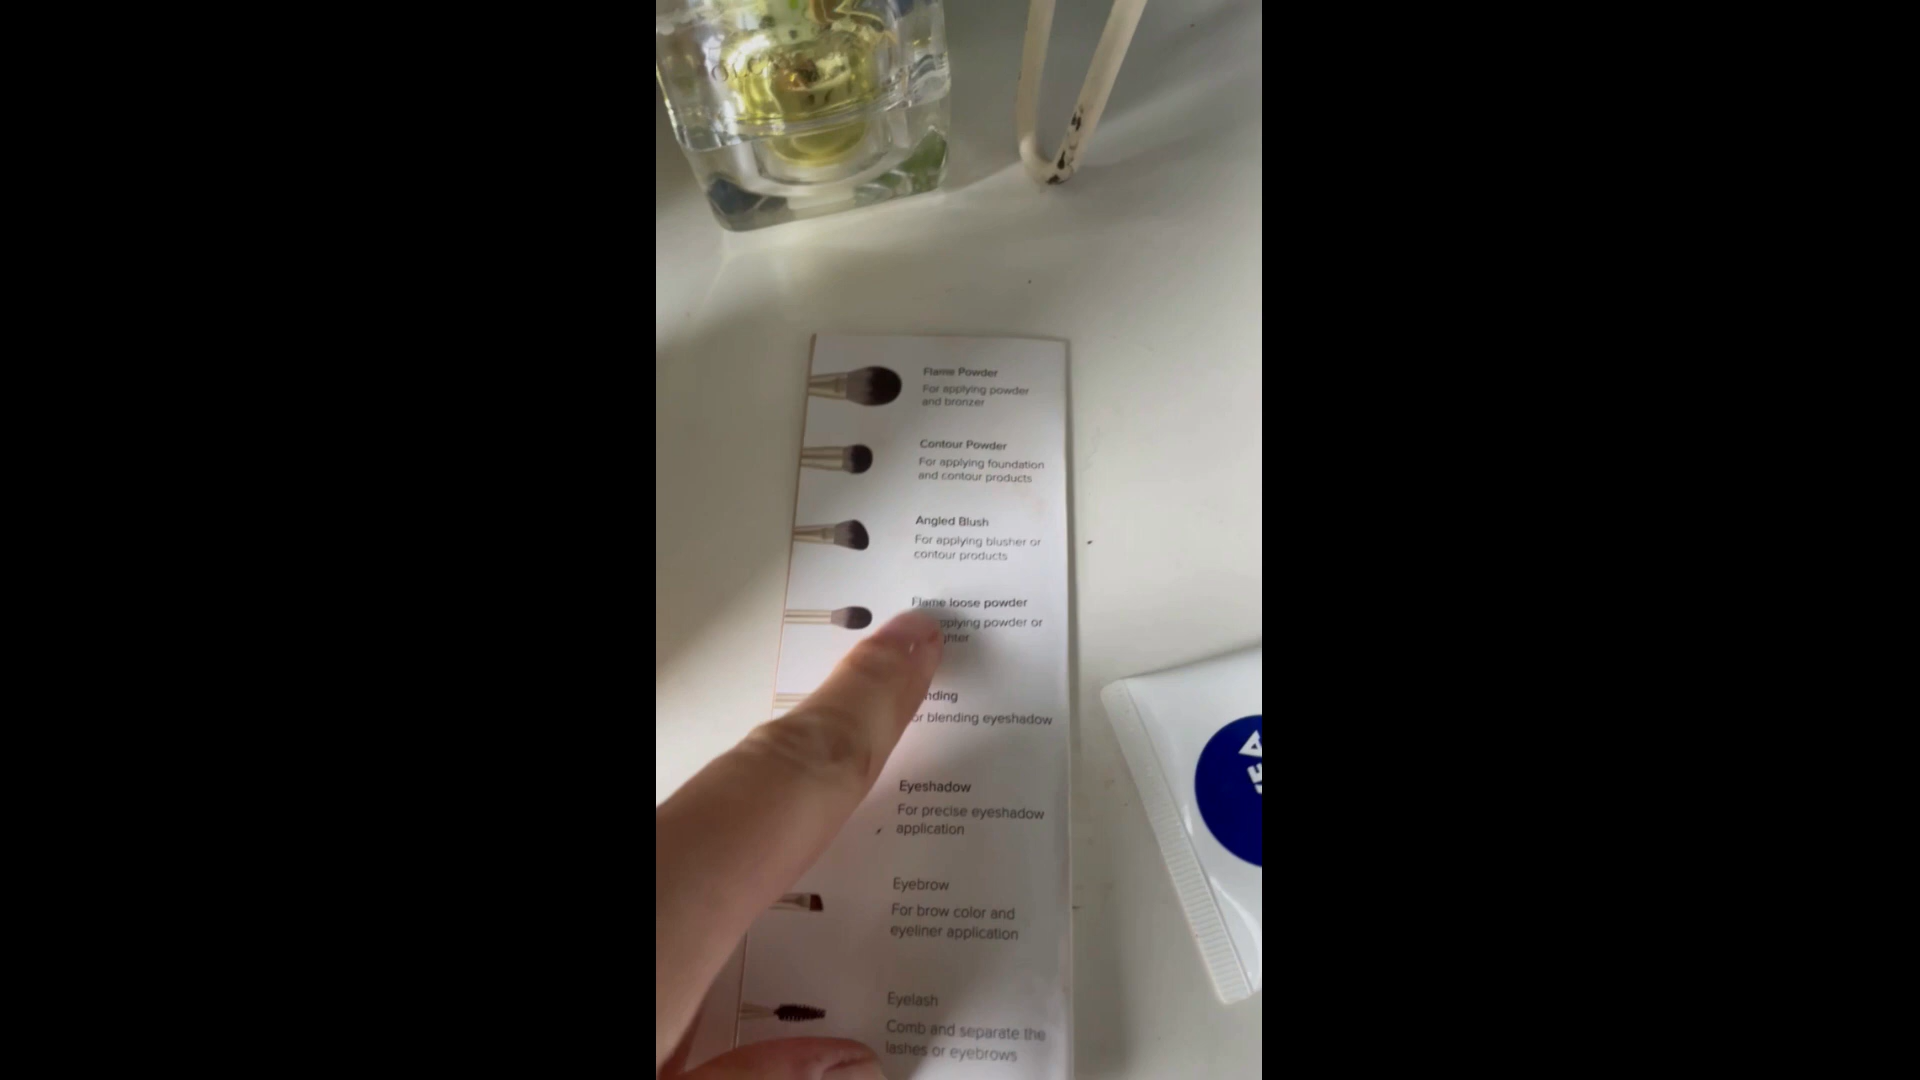 Flame Powder
For applying powder
and bronzer
Contour Powder
For applying foundation
and contour products
Angled Blush
For applying blusher or
contour products
Flame loose powder
applying powder or
blending eyeshadow
Eyeshadow
For precise eyeshadow
application
Eyebrow
For brow color and
eyeliner application
Eyelash
Comb and separate the
lashes or eyebrows